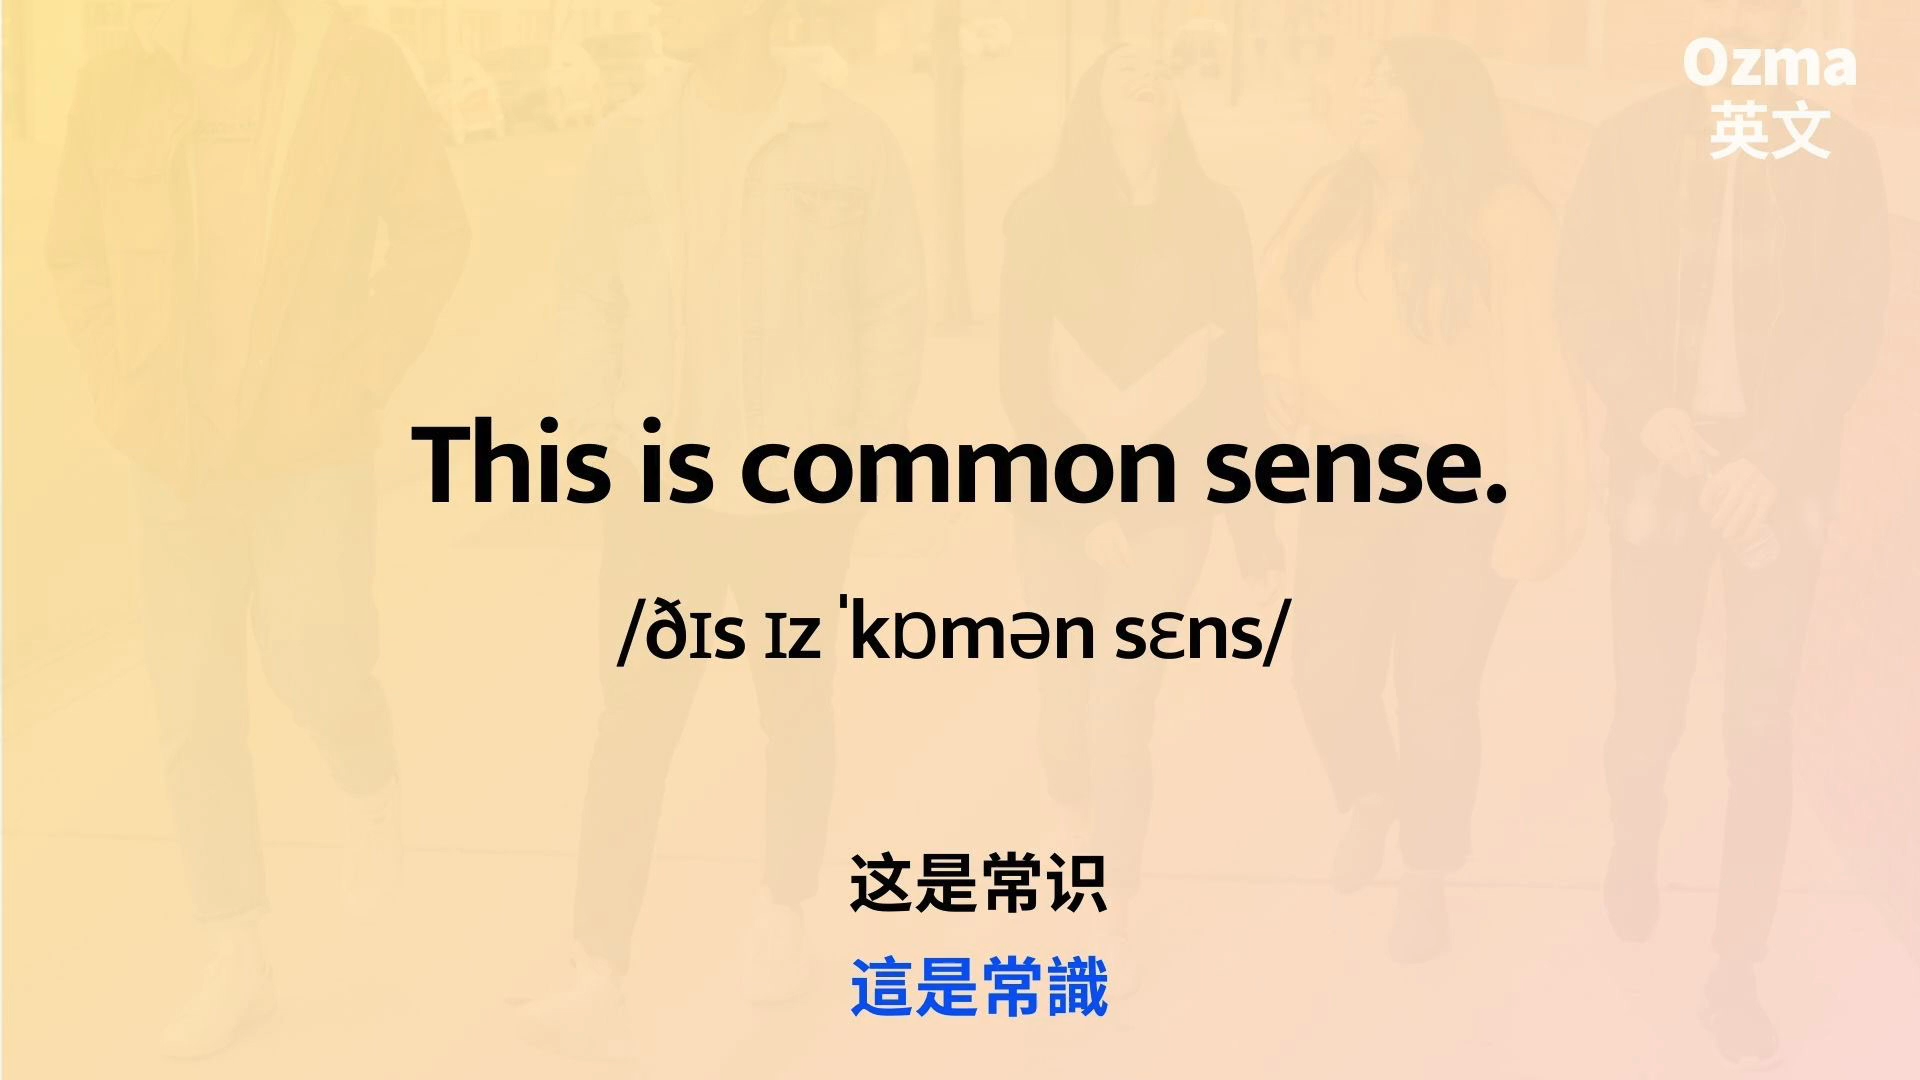 Ozma
英文
This is common sense.
/ðɪs ɪz ˈkɒmən sɛns/
这是常识
這是常識